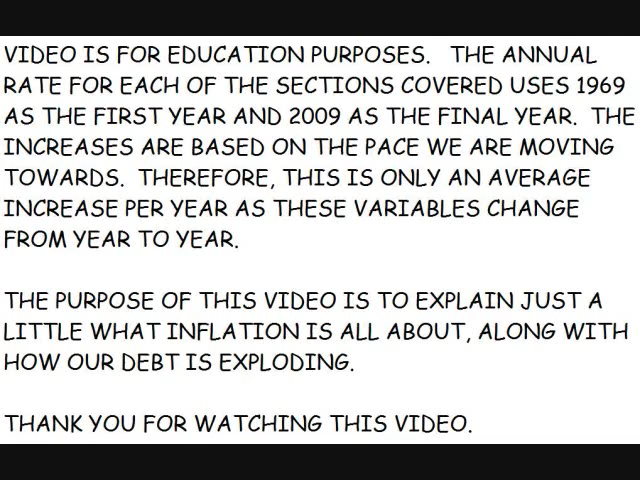 VIDEO IS FOR EDUCATION PURPOSES.   THE ANNUAL
RATE FOR EACH OF THE SECTIONS COVERED USES 1969
AS THE FIRST YEAR AND 2009 AS THE FINAL YEAR.  THE
INCREASES ARE BASED ON THE PACE WE ARE MOVING
TOWARDS.  THEREFORE, THIS IS ONLY AN AVERAGE
INCREASE PER YEAR AS THESE VARIABLES CHANGE
FROM YEAR TO YEAR.
THE PURPOSE OF THIS VIDEO IS TO EXPLAIN JUST A
LITTLE WHAT INFLATION IS ALL ABOUT, ALONG WITH
HOW OUR DEBT IS EXPLODING.
THANK YOU FOR WATCHING THIS VIDEO.